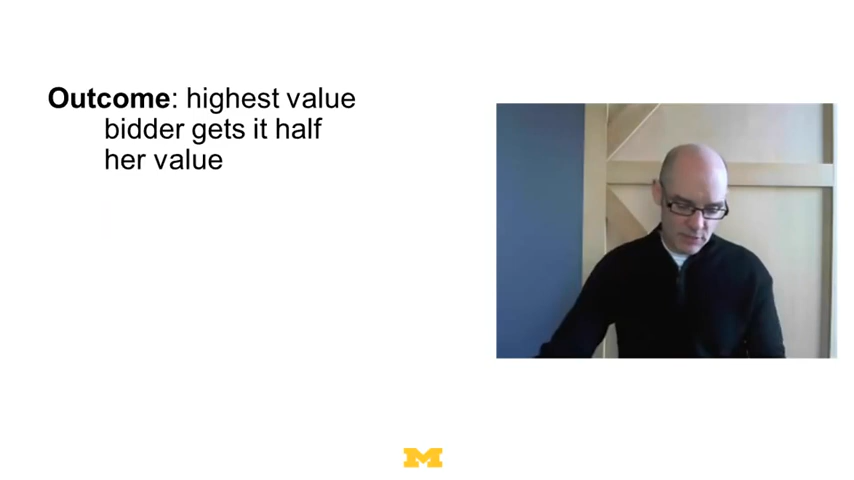 Outcome: highest value
bidder gets it half
her value
M